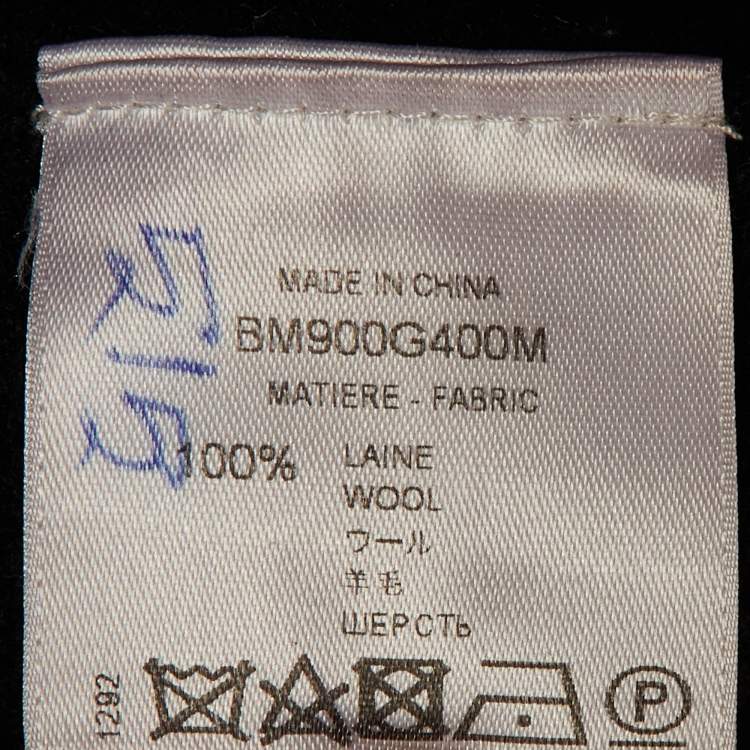 MADE IN CHINA
BM900G400M
MATIERE - FABRIC
100% LAINE
WOOL
ウール
羊毛
ШЕРСТЬ
1292
P